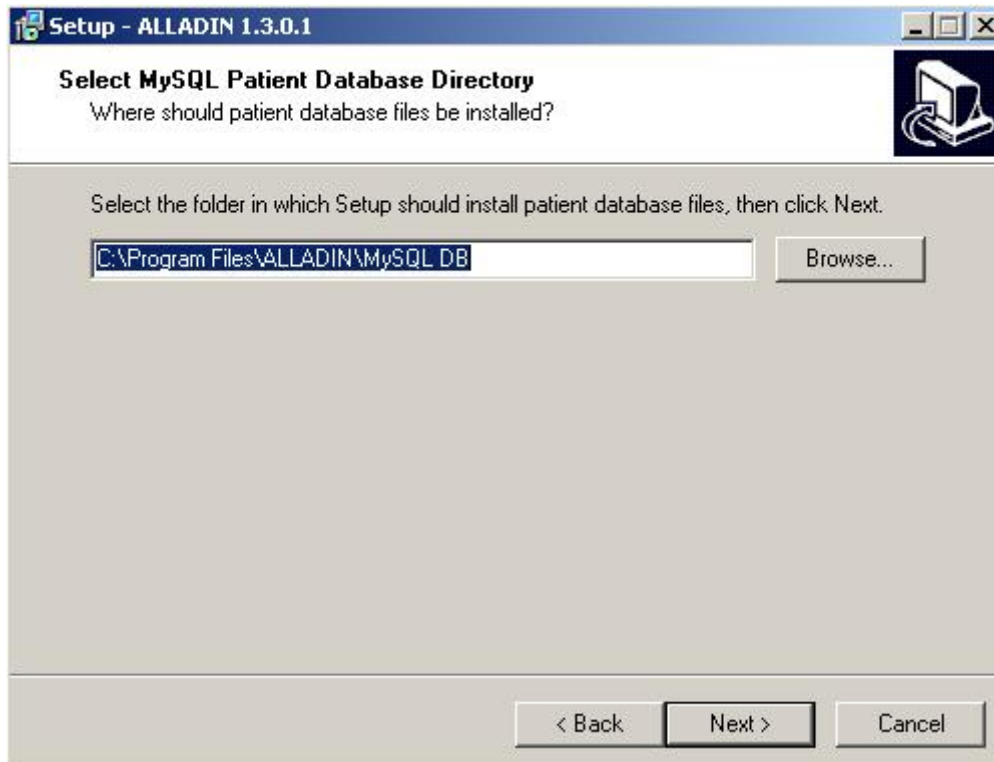 Setup - ALLADIN 1.3.0.1
Select MySQL Patient Database Directory
Where should patient database files be installed?
Select the folder in which Setup should install patient database files, then click Next.
C:\Program Files\ALLADIN\MySQL DB
Browse...
< Back
Next >
Cancel